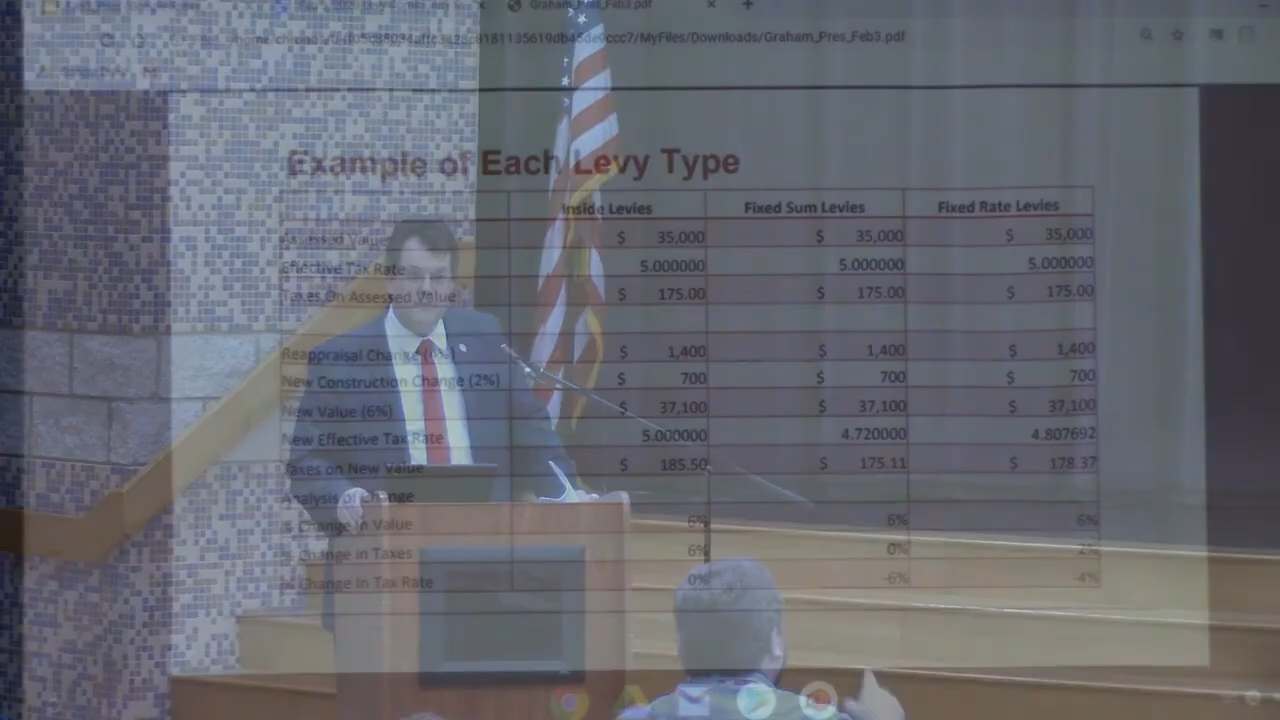 Graham_Pres_Feb3.pdf
/MyFiles/Downloads/Graham_Pres_Feb3.pdf
Example of Each Levy Type
Inside Levies Fixed Sum Levies Fixed Rate Levies
Assessed Value $ 35,000 $ 35,000 $ 35,000
Effective Tax Rate 5.000000 5.000000 5.000000
Taxes On Assessed Value $ 175.00 $ 175.00 $ 175.00
Reappraisal Change $ 1,400 $ 1,400 $ 1,400
New Construction Change (2%) $ 700 $ 700 $ 700
New Value (6%) $ 37,100 $ 37,100 $ 37,100
New Effective Tax Rate 5.000000 4.720000 4.807692
Taxes on New Value $ 185.50 $ 175.11 $ 178.37
Analysis of Change
% Change in Value 6% 6% 6%
% Change in Taxes 6% 0% 2%
% Change in Tax Rate 0% -6% -4%